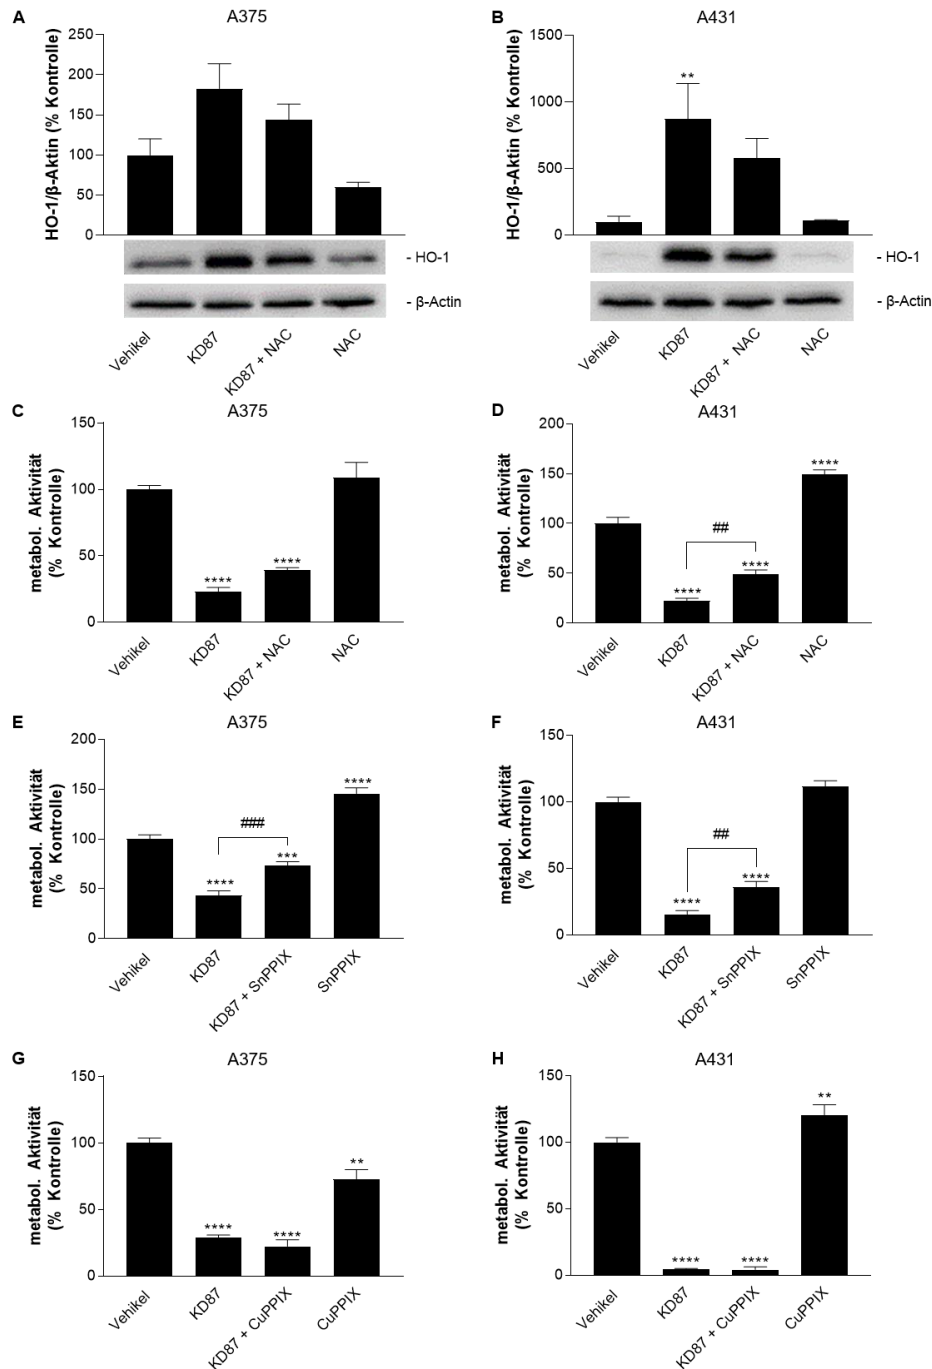 A
A375
HO-1/β-Aktin (% Kontrolle)
250
200
150
100
50
0
- HO-1
- β-Actin
Vehikel
KD87
KD87 + NAC
NAC
B
A431
HO-1/β-Aktin (% Kontrolle)
1500
1000
500
0
**
- HO-1
- β-Actin
Vehikel
KD87
KD87 + NAC
NAC
C
A375
metabol. Aktivität
(% Kontrolle)
150
100
50
0
****
****
Vehikel
KD87
KD87 + NAC
NAC
D
A431
metabol. Aktivität
(% Kontrolle)
200
150
100
50
0
****
##
****
****
Vehikel
KD87
KD87 + NAC
NAC
E
A375
metabol. Aktivität
(% Kontrolle)
200
150
100
50
0
****
###
***
****
Vehikel
KD87
KD87 + SnPPIX
SnPPIX
F
A431
metabol. Aktivität
(% Kontrolle)
150
100
50
0
##
****
****
Vehikel
KD87
KD87 + SnPPIX
SnPPIX
G
A375
metabol. Aktivität
(% Kontrolle)
150
100
50
0
****
****
**
Vehikel
KD87
KD87 + CuPPIX
CuPPIX
H
A431
metabol. Aktivität
(% Kontrolle)
150
100
50
0
****
****
**
Vehikel
KD87
KD87 + CuPPIX
CuPPIX